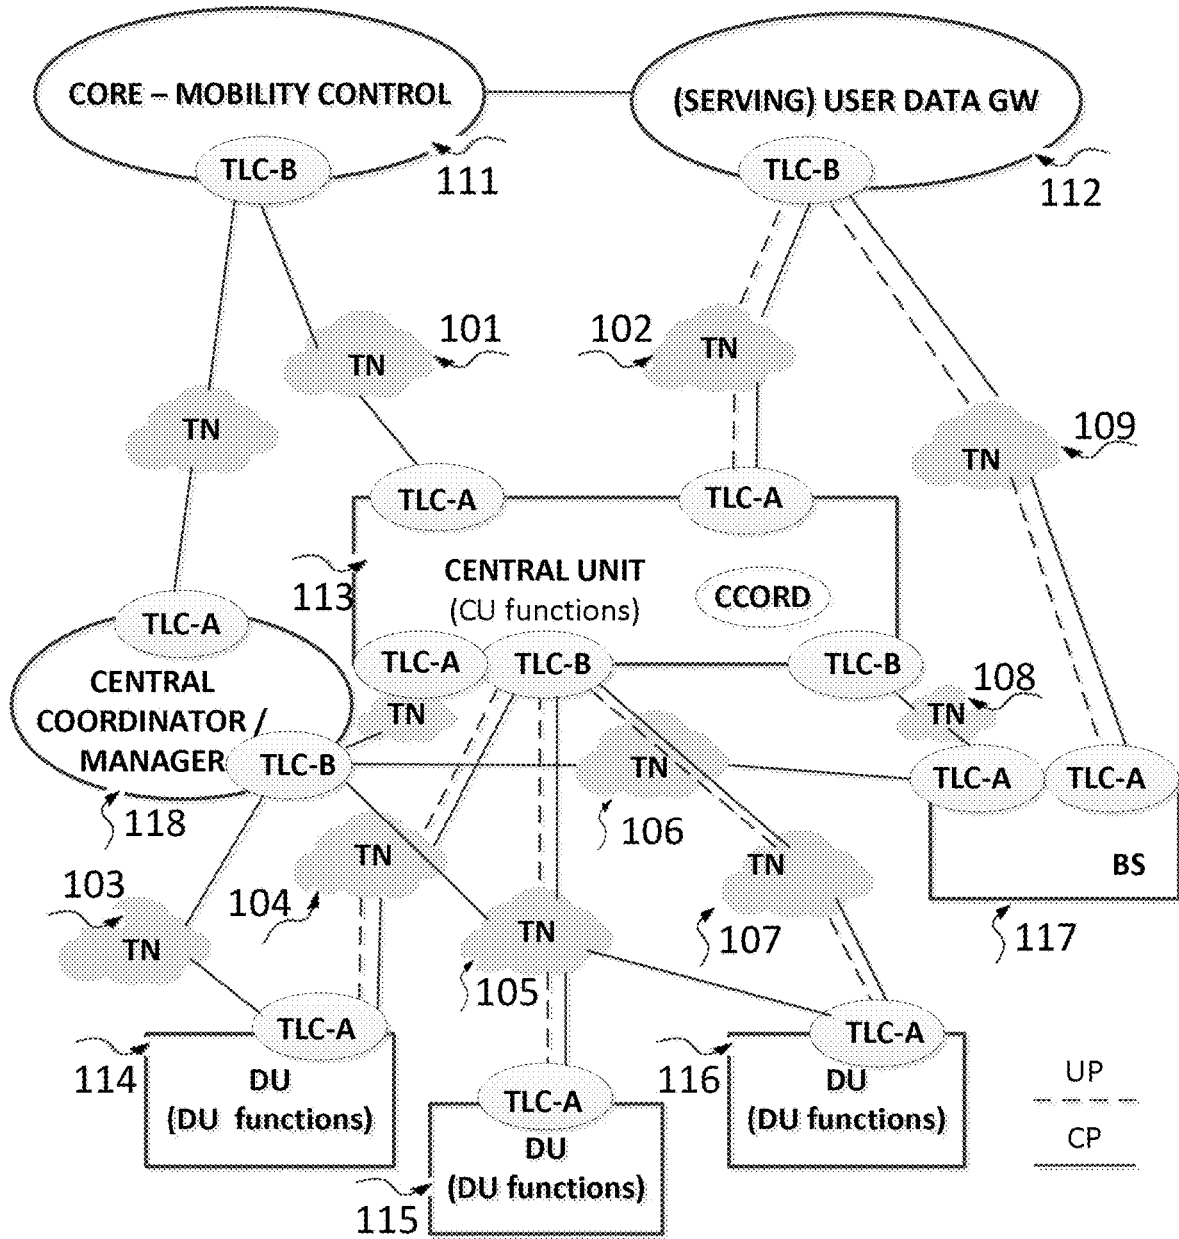 CORE – MOBILITY CONTROL
(SERVING) USER DATA GW
TLC-B
111
TLC-B
112
101
TN
102
TN
TN
109
TN
TLC-A
TLC-A
113
CENTRAL UNIT
(CU functions)
CCORD
TLC-A
TLC-A
TLC-B
TLC-B
CENTRAL
COORDINATOR /
MANAGER
TLC-B
118
TN
108
TN
TN
106
TLC-A
TLC-A
BS
117
103
TN
104
TN
TN
105
TN
107
114
TLC-A
DU
(DU functions)
115
TLC-A
DU
(DU functions)
116
TLC-A
DU
(DU functions)
UP
CP